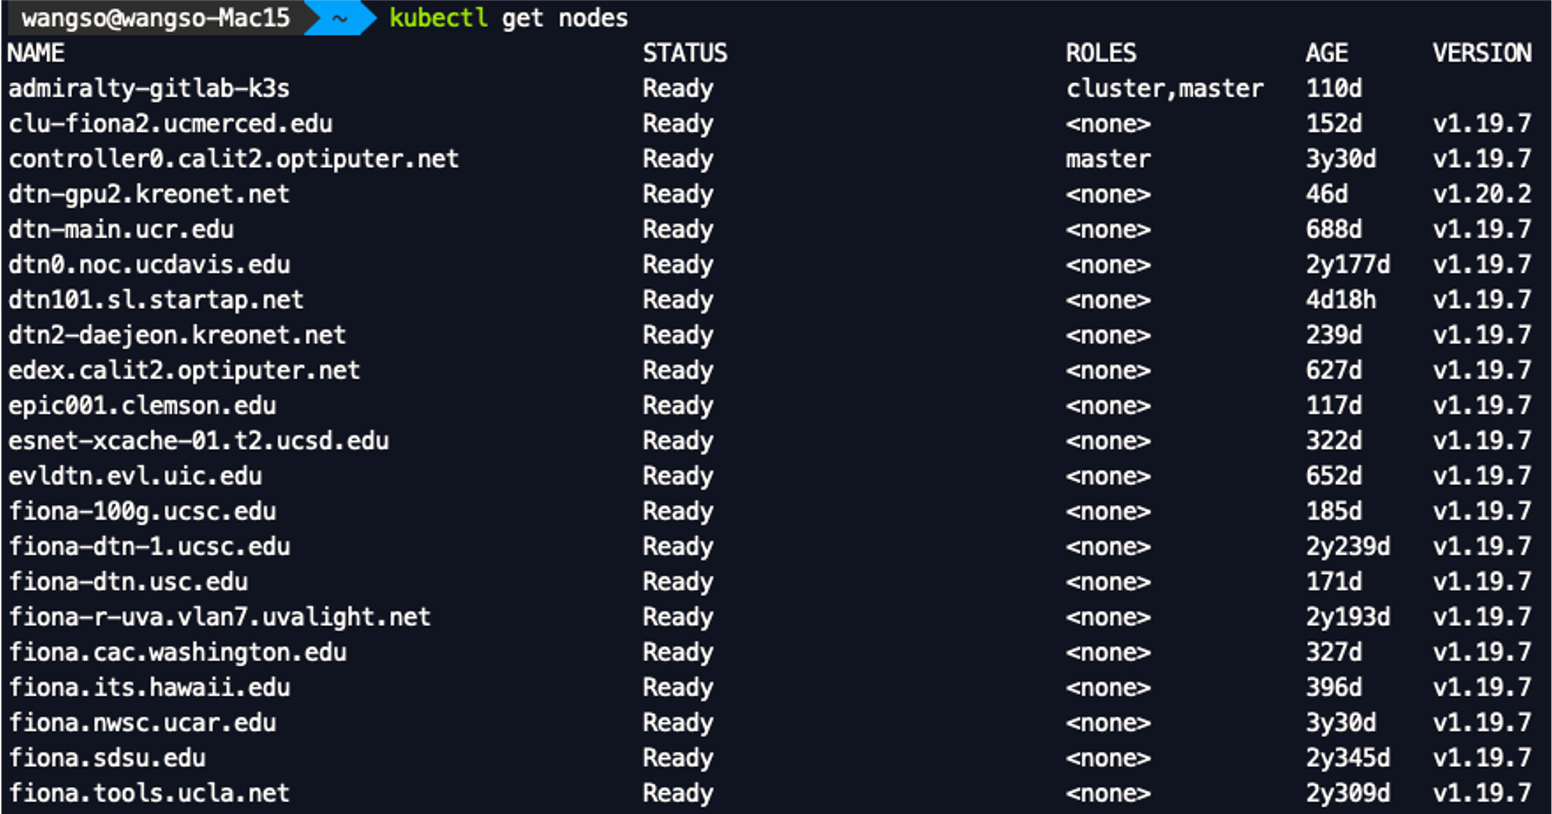 wangso@wangso-Mac15 ~ kubectl get nodes
NAME STATUS ROLES AGE VERSION
admiralty-gitlab-k3s Ready cluster,master 110d
clu-fiona2.ucmerced.edu Ready <none> 152d v1.19.7
controller0.calit2.optiputer.net Ready master 3y30d v1.19.7
dtn-gpu2.kreonet.net Ready <none> 46d v1.20.2
dtn-main.ucr.edu Ready <none> 688d v1.19.7
dtn0.noc.ucdavis.edu Ready <none> 2y177d v1.19.7
dtn101.sl.startap.net Ready <none> 4d18h v1.19.7
dtn2-daejeon.kreonet.net Ready <none> 239d v1.19.7
edex.calit2.optiputer.net Ready <none> 627d v1.19.7
epic001.clemson.edu Ready <none> 117d v1.19.7
esnet-xcache-01.t2.ucsd.edu Ready <none> 322d v1.19.7
evldtn.evl.uic.edu Ready <none> 652d v1.19.7
fiona-100g.ucsc.edu Ready <none> 185d v1.19.7
fiona-dtn-1.ucsc.edu Ready <none> 2y239d v1.19.7
fiona-dtn.usc.edu Ready <none> 171d v1.19.7
fiona-r-uva.vlan7.uvalight.net Ready <none> 2y193d v1.19.7
fiona.cac.washington.edu Ready <none> 327d v1.19.7
fiona.its.hawaii.edu Ready <none> 396d v1.19.7
fiona.nwsc.ucar.edu Ready <none> 3y30d v1.19.7
fiona.sdsu.edu Ready <none> 2y345d v1.19.7
fiona.tools.ucla.net Ready <none> 2y309d v1.19.7